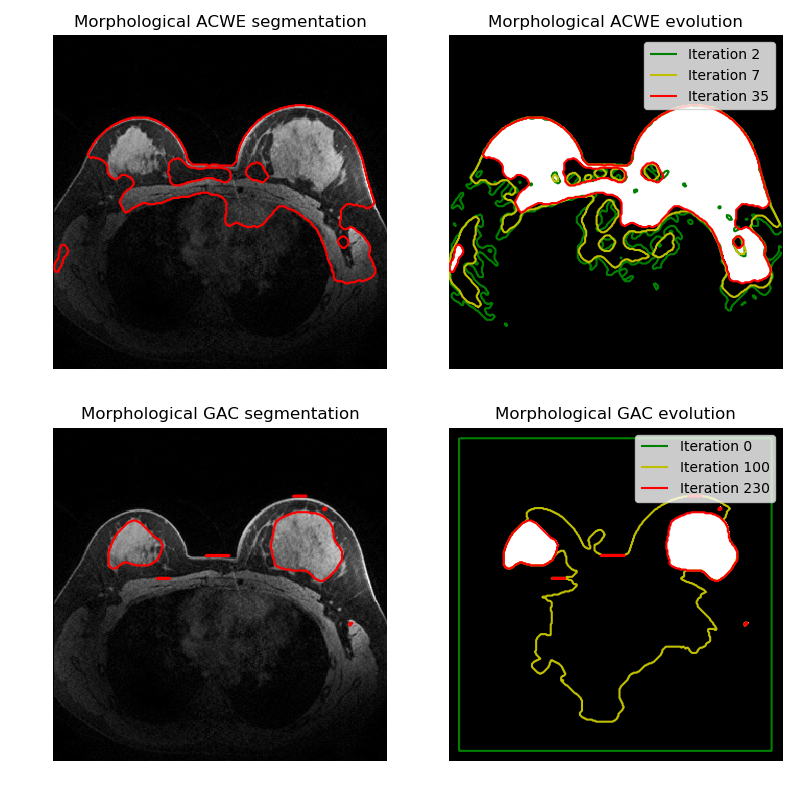 Morphological ACWE segmentation
Morphological ACWE evolution
Iteration 2
Iteration 7
Iteration 35
Morphological GAC segmentation
Morphological GAC evolution
Iteration 0
Iteration 100
Iteration 230